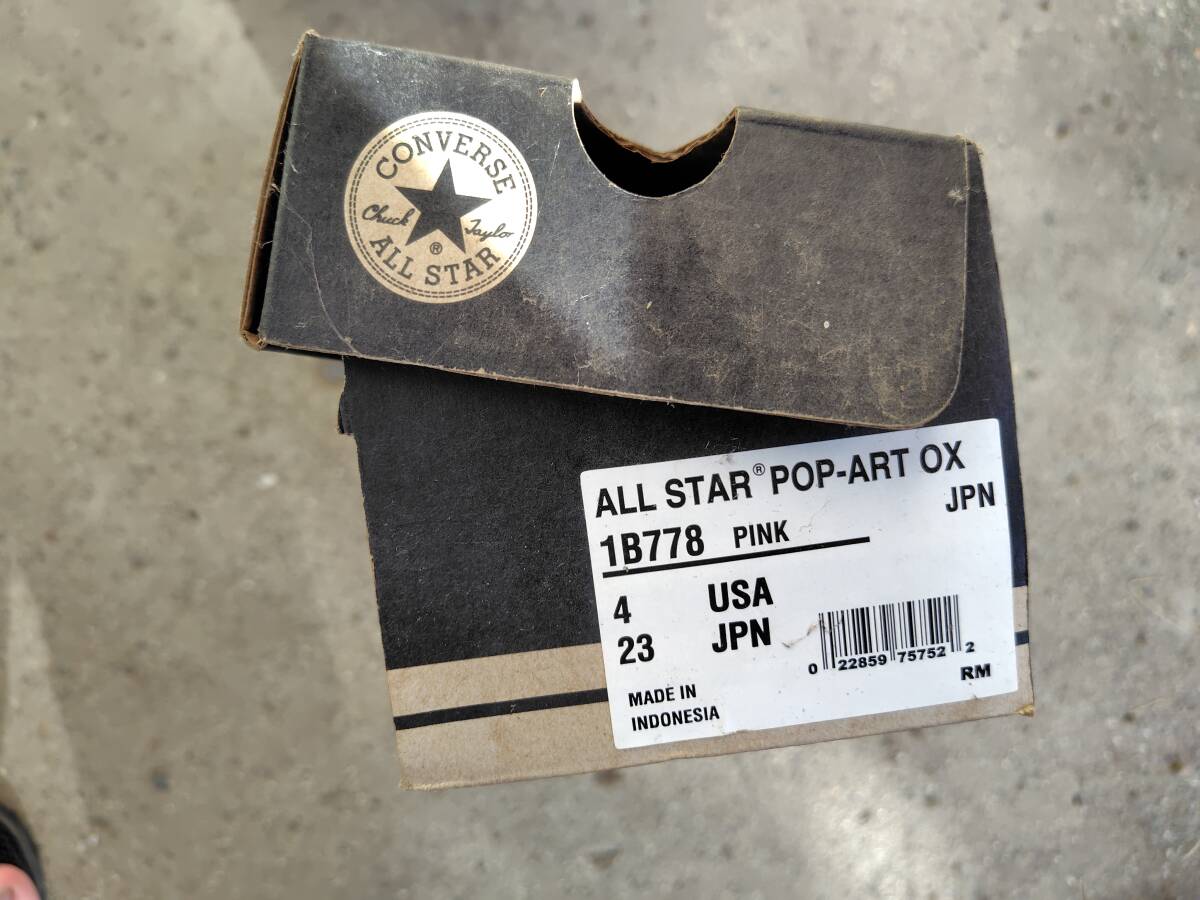 CONVERSE
Chuck Taylor
®
ALL STAR
ALL STAR® POP-ART OX
JPN
1B778 PINK
4 USA
23 JPN
0 22859 75752 2
RM
MADE IN
INDONESIA